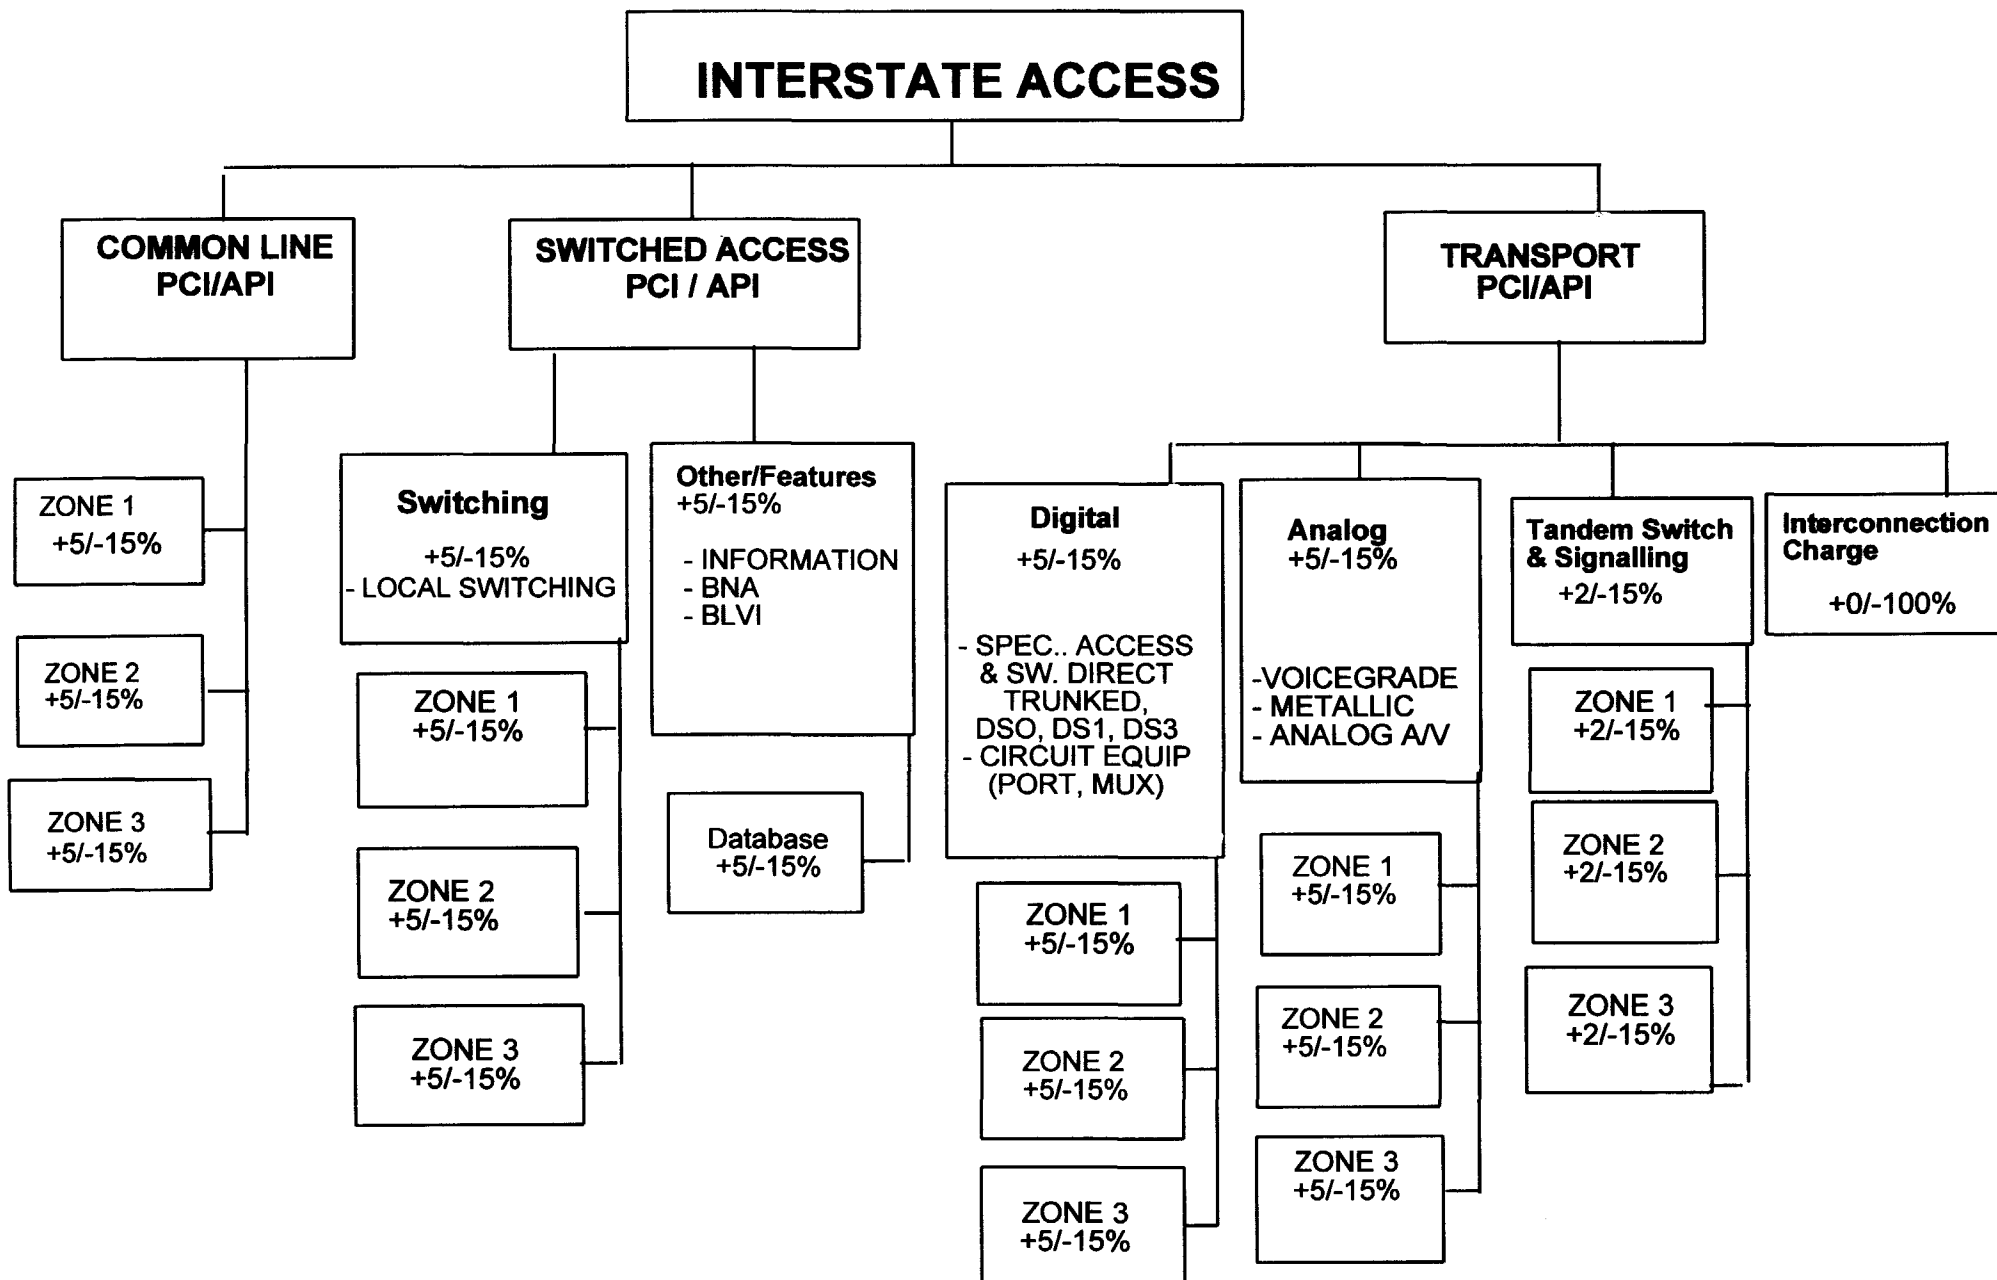 INTERSTATE ACCESS
COMMON LINE
PCI/API
SWITCHED ACCESS
PCI / API
TRANSPORT
PCI/API
ZONE 1
+5/-15%
ZONE 2
+5/-15%
ZONE 3
+5/-15%
Switching
+5/-15%
- LOCAL SWITCHING
ZONE 1
+5/-15%
ZONE 2
+5/-15%
ZONE 3
+5/-15%
Other/Features
+5/-15%
- INFORMATION
- BNA
- BLVI
Database
+5/-15%
Digital
+5/-15%
- SPEC.. ACCESS
& SW. DIRECT
TRUNKED,
DSO, DS1, DS3
- CIRCUIT EQUIP
(PORT, MUX)
ZONE 1
+5/-15%
ZONE 2
+5/-15%
ZONE 3
+5/-15%
Analog
+5/-15%
-VOICEGRADE
- METALLIC
- ANALOG A/V
ZONE 1
+5/-15%
ZONE 2
+5/-15%
ZONE 3
+5/-15%
Tandem Switch
& Signalling
+2/-15%
ZONE 1
+2/-15%
ZONE 2
+2/-15%
ZONE 3
+2/-15%
Interconnection
Charge
+0/-100%